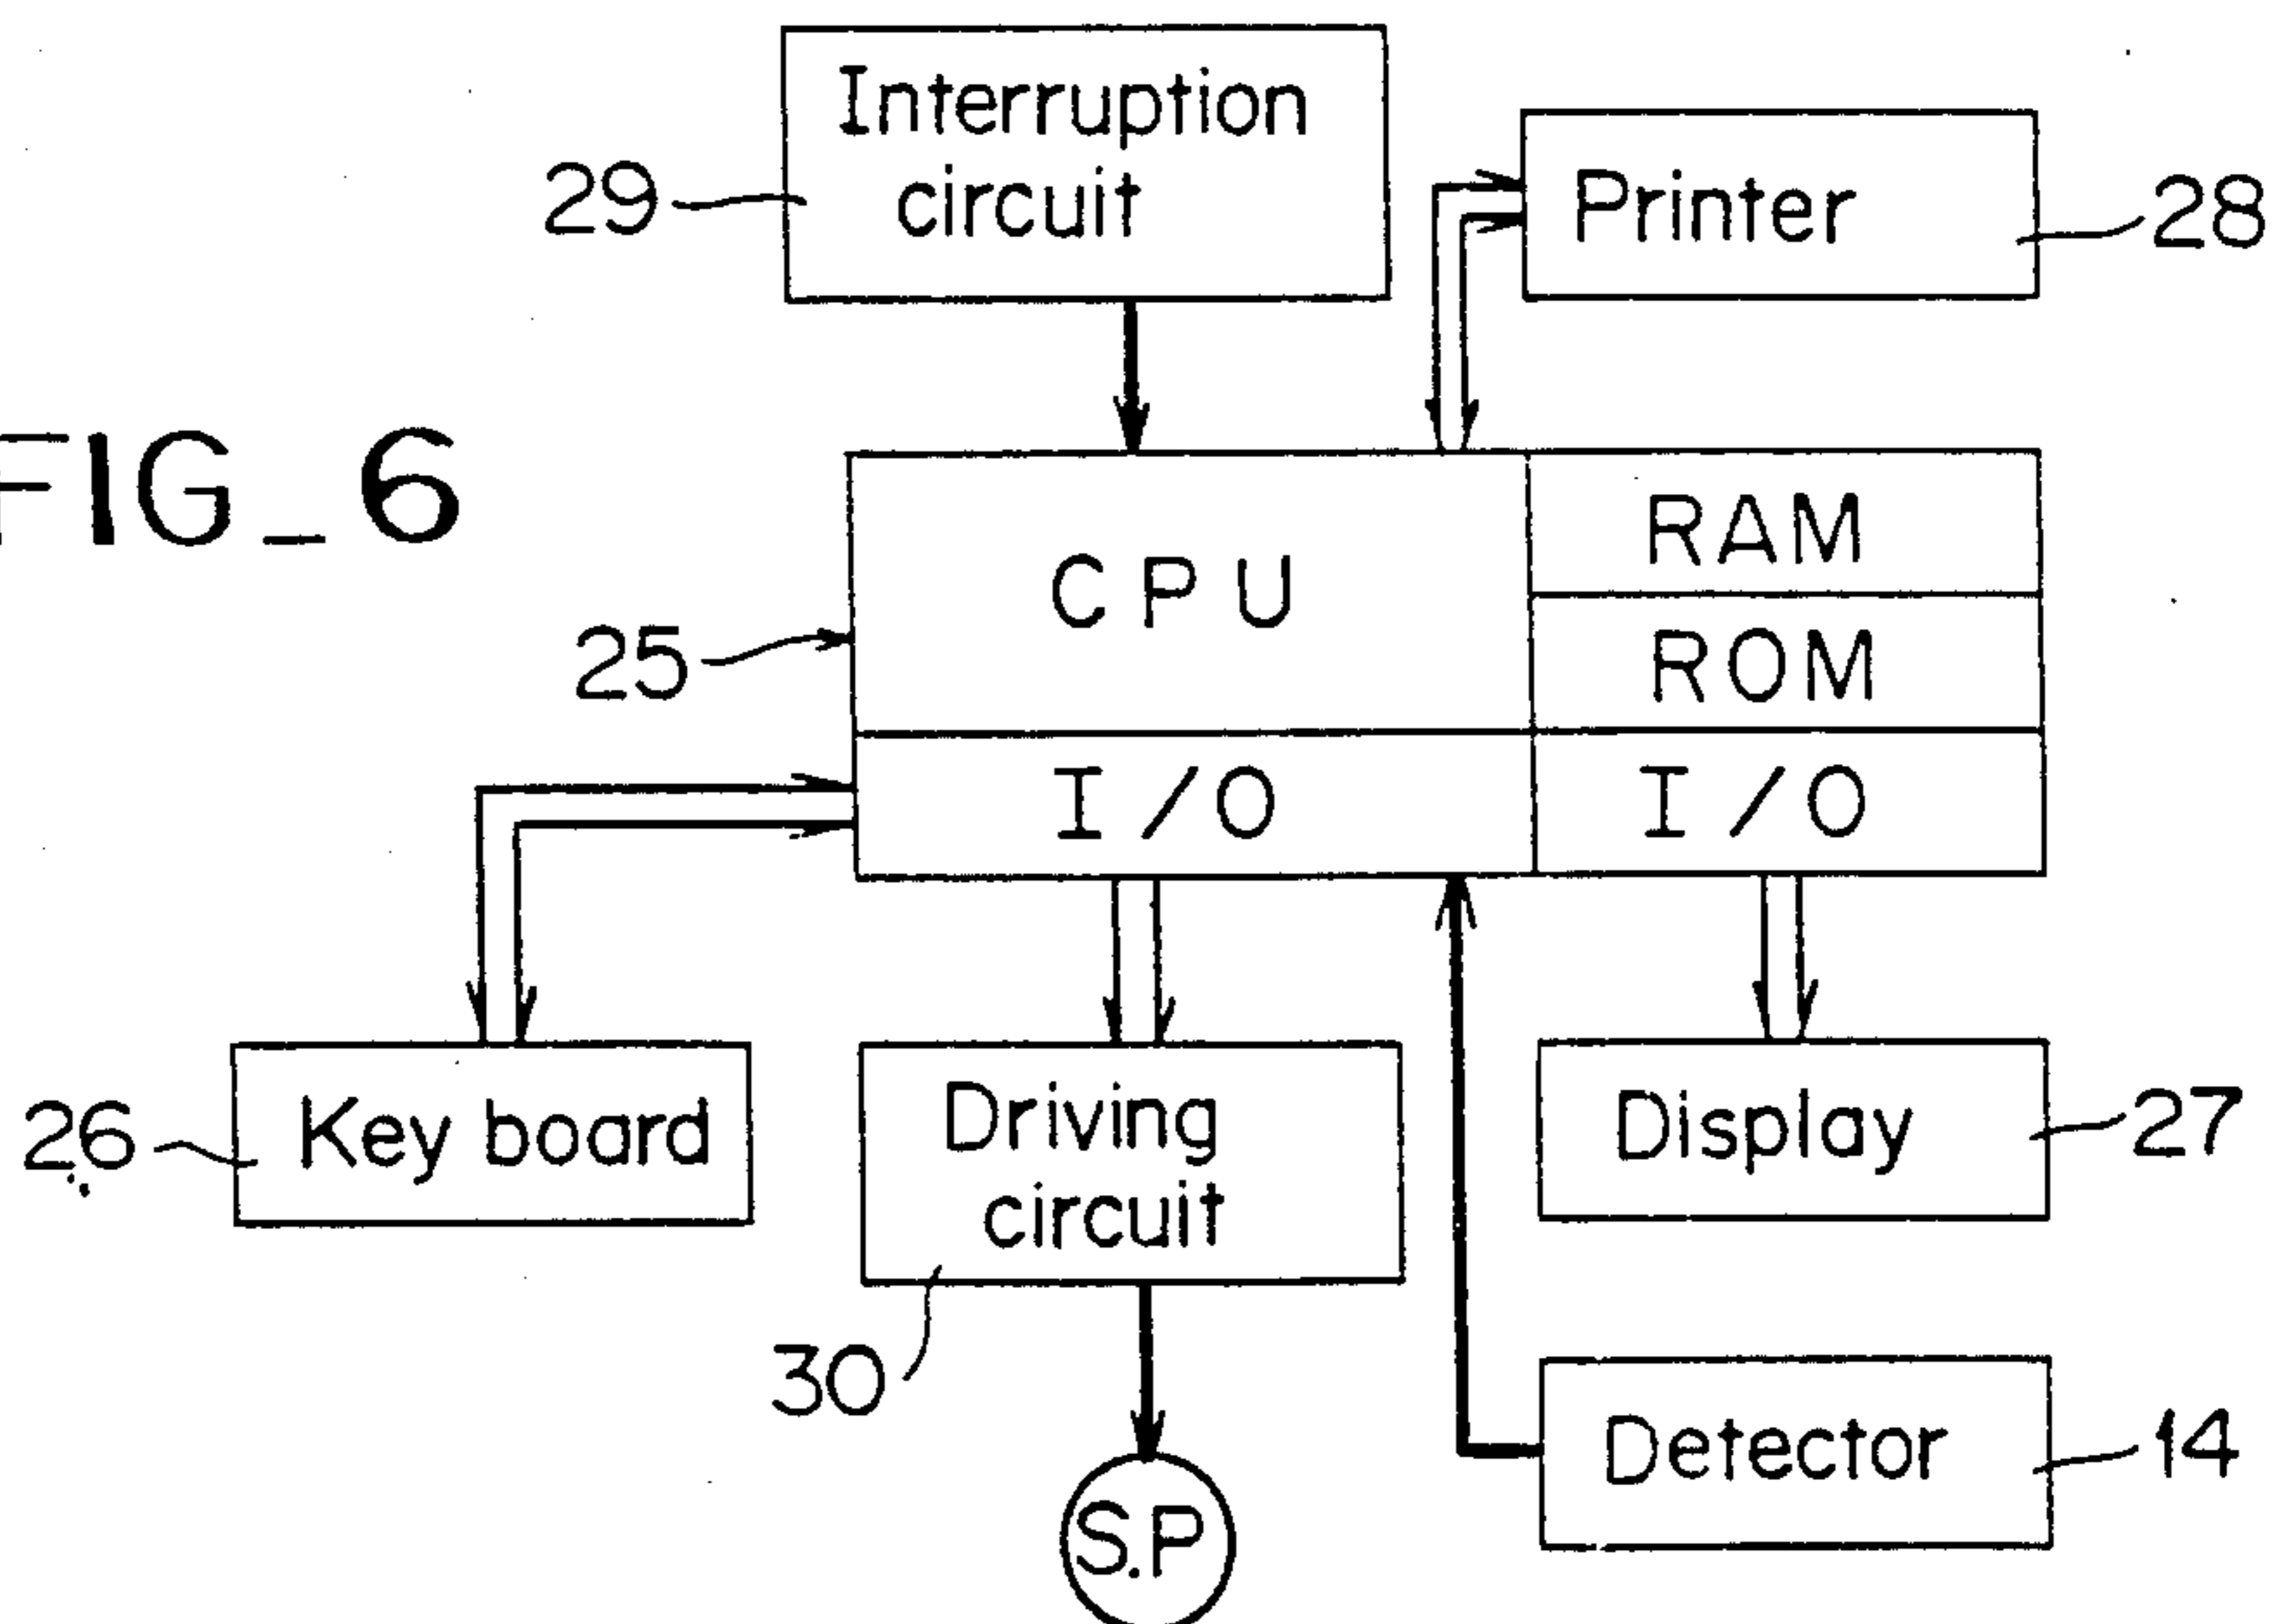 Interruption
circuit
29
Printer
28
FIG_6
CPU
RAM
ROM
25
I/O
I/O
26
Key board
Driving
circuit
Display
27
30
Detector
14
S.P